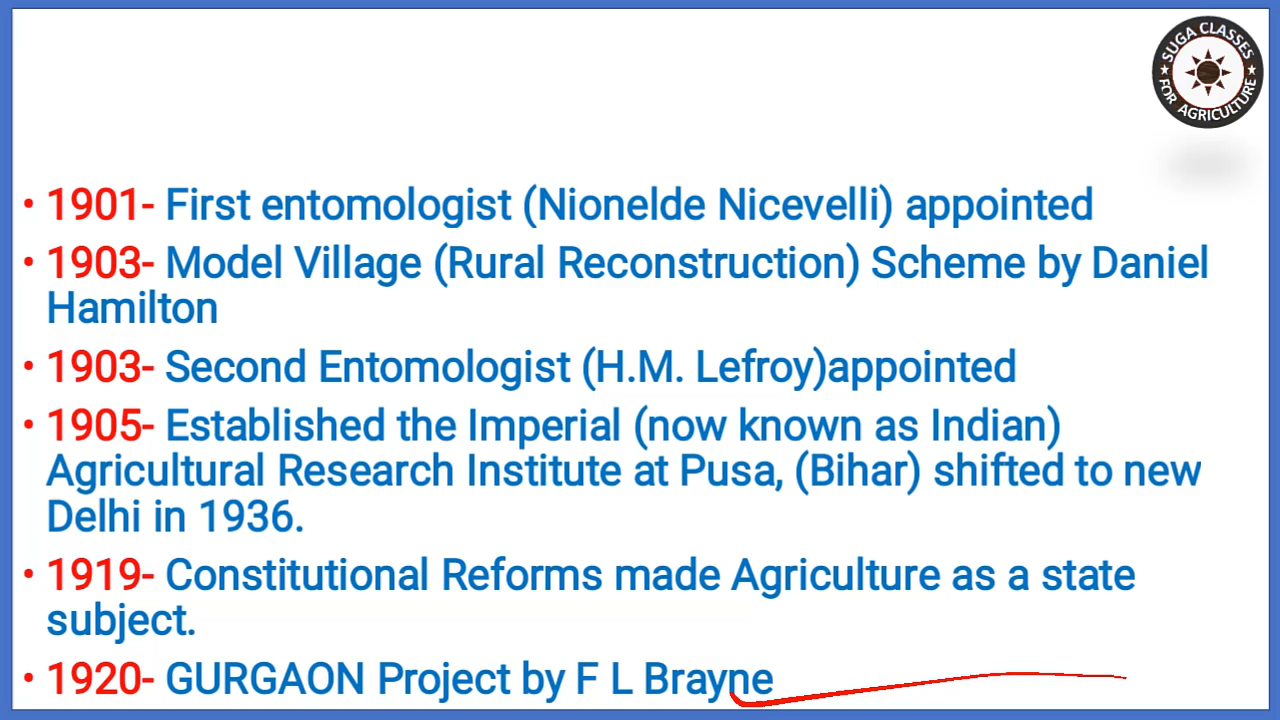 SUGA CLASSES
FOR AGRICULTURE
• 1901- First entomologist (Nionelde Nicevelli) appointed
• 1903- Model Village (Rural Reconstruction) Scheme by Daniel
Hamilton
• 1903- Second Entomologist (H.M. Lefroy)appointed
• 1905- Established the Imperial (now known as Indian)
Agricultural Research Institute at Pusa, (Bihar) shifted to new
Delhi in 1936.
• 1919- Constitutional Reforms made Agriculture as a state
subject.
• 1920- GURGAON Project by F L Brayne